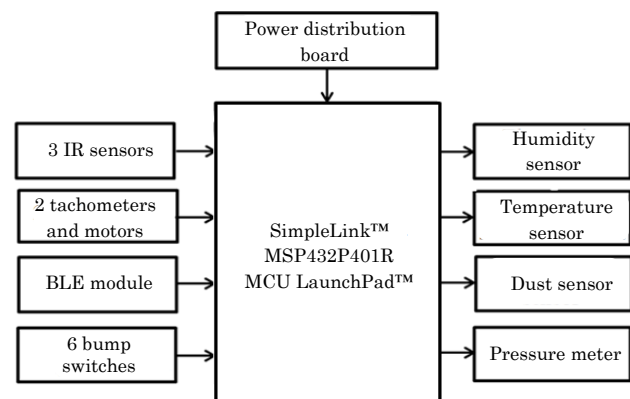 Power distribution
board
3 IR sensors
2 tachometers
and motors
BLE module
6 bump
switches
SimpleLink™
MSP432P401R
MCU LaunchPad™
Humidity
sensor
Temperature
sensor
Dust sensor
Pressure meter